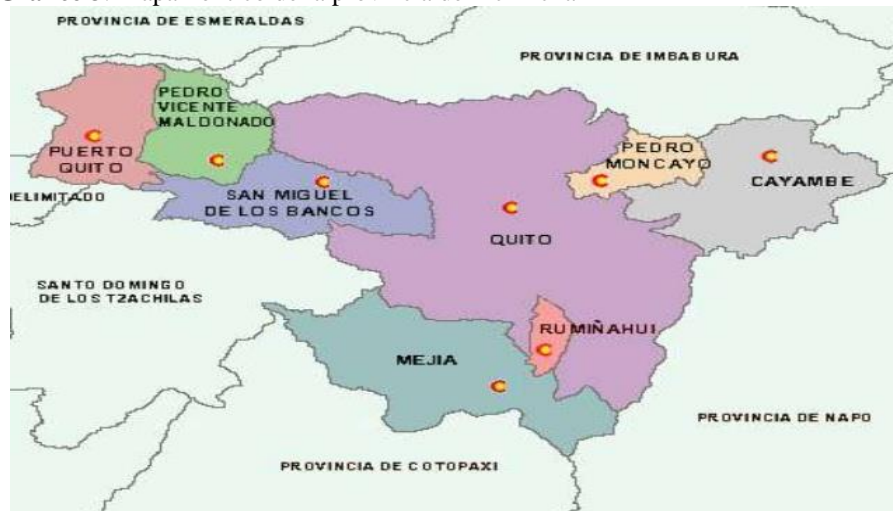 PROVINCIA DE ESMERALDAS
PROVINCIA DE IMBABURA
PEDRO
VICENTE
MALDONADO
PUERTO
QUITO
PEDRO
MONCAYO
CAYAMBE
DELIMITADO
SAN MIGUEL
DE LOS BANCOS
QUITO
SANTO DOMINGO
DE LOS TZACHILAS
RUMIÑAHUI
MEJIA
PROVINCIA DE NAPO
PROVINCIA DE COTOPAXI